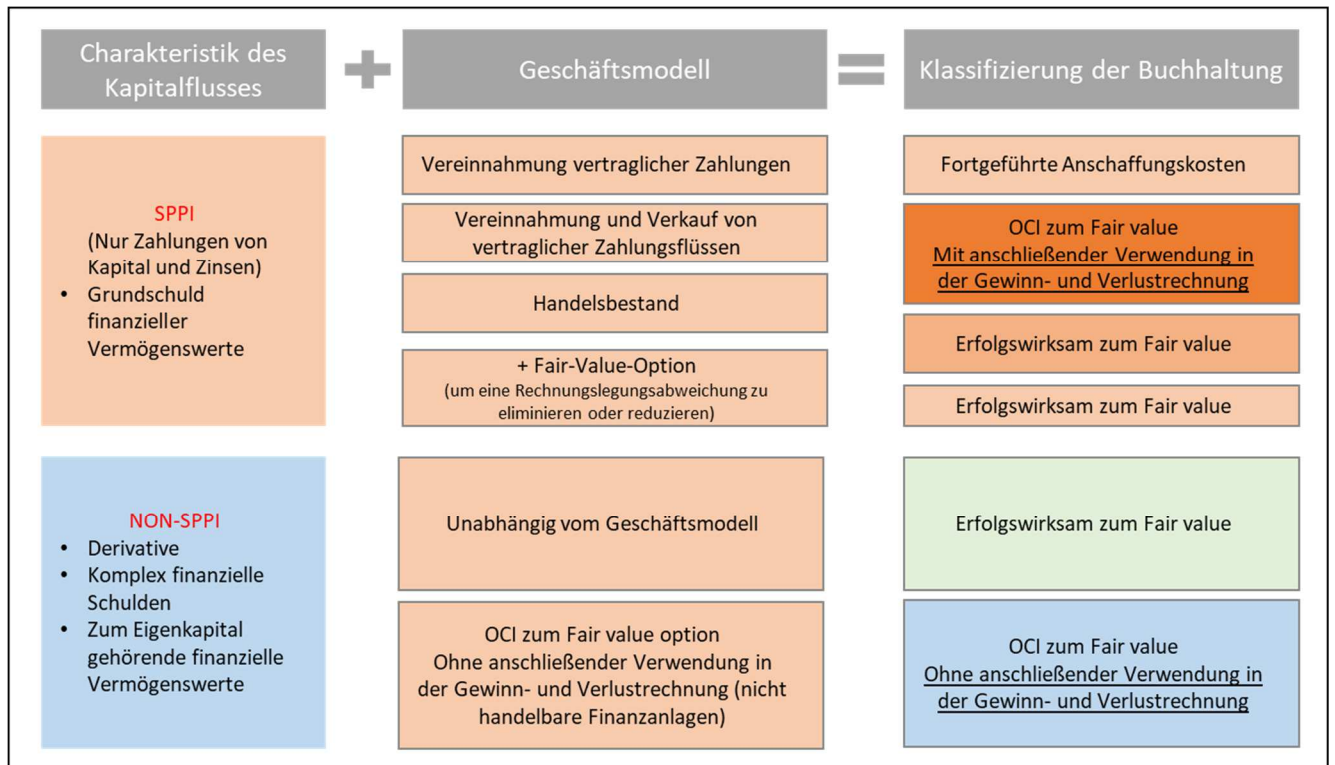 Charakteristik des
Kapitalflusses
+
Geschäftsmodell
=
Klassifizierung der Buchhaltung
SPPI
(Nur Zahlungen von
Kapital und Zinsen)
• Grundschuld
finanzieller
Vermögenswerte
Vereinnahmung vertraglicher Zahlungen
Vereinnahmung und Verkauf von
vertraglicher Zahlungsflüssen
Handelsbestand
+ Fair-Value-Option
(um eine Rechnungslegungsabweichung zu
eliminieren oder reduzieren)
Fortgeführte Anschaffungskosten
OCI zum Fair value
Mit anschließender Verwendung in
der Gewinn- und Verlustrechnung
Erfolgswirksam zum Fair value
Erfolgswirksam zum Fair value
NON-SPPI
• Derivative
• Komplex finanzielle
Schulden
• Zum Eigenkapital
gehörende finanzielle
Vermögenswerte
Unabhängig vom Geschäftsmodell
OCI zum Fair value option
Ohne anschließender Verwendung in
der Gewinn- und Verlustrechnung (nicht
handelbare Finanzanlagen)
Erfolgswirksam zum Fair value
OCI zum Fair value
Ohne anschließender Verwendung in
der Gewinn- und Verlustrechnung